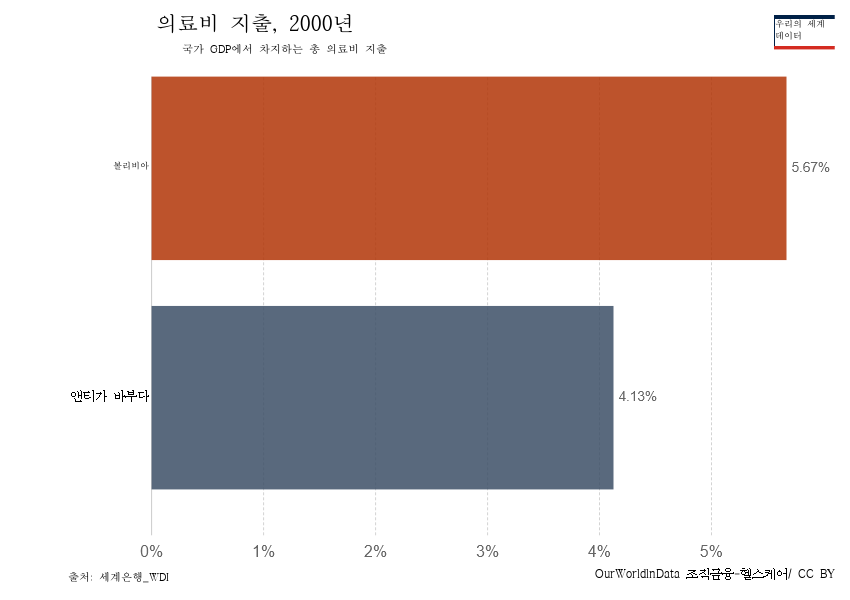 의료비 지출, 2000년
국가 GDP에서 차지하는 총 의료비 지출
우리의 세계
데이터
볼리비아
5.67%
앤티가 바부다
4.13%
0% 1% 2% 3% 4% 5%
출처: 세계은행_WDI
OurWorldInData 조직금융-헬스케어/ CC BY